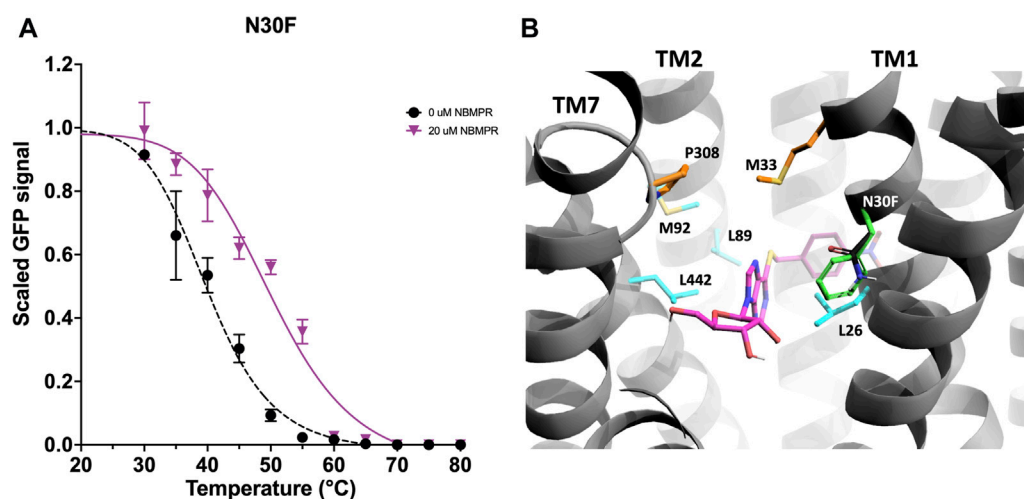 A
N30F
Scaled GFP signal
1.2
1.0
0.8
0.6
0.4
0.2
0.0
0 uM NBMPR
20 uM NBMPR
20 30 40 50 60 70 80
Temperature (°C)
B
TM2 TM1
TM7
P308
M33
N30F
M92
L89
L442
L26